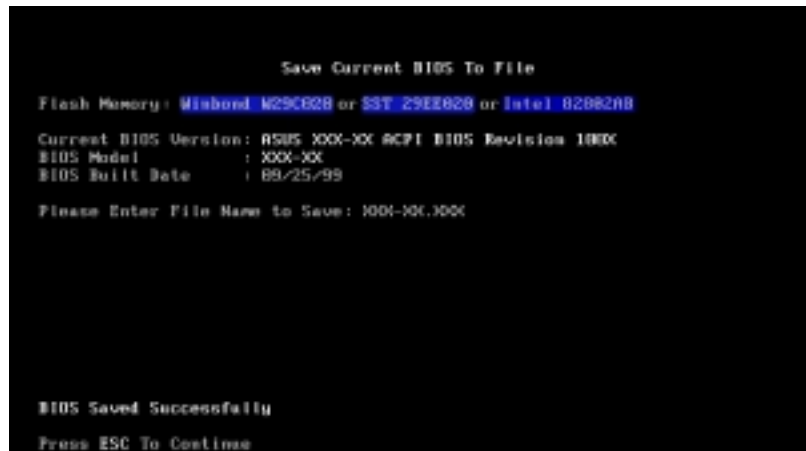 Save Current BIOS To File
Flash Memory: Winbond W29C020 or SST 29EE020 or Intel 82802AB
Current BIOS Version: ASUS XXX-XX ACPI BIOS Revision 100X
BIOS Model : XXX-XX
BIOS Built Date : 09/25/99
Please Enter File Name to Save: XXX-XX.XXX
BIOS Saved Successfully
Press ESC To Continue